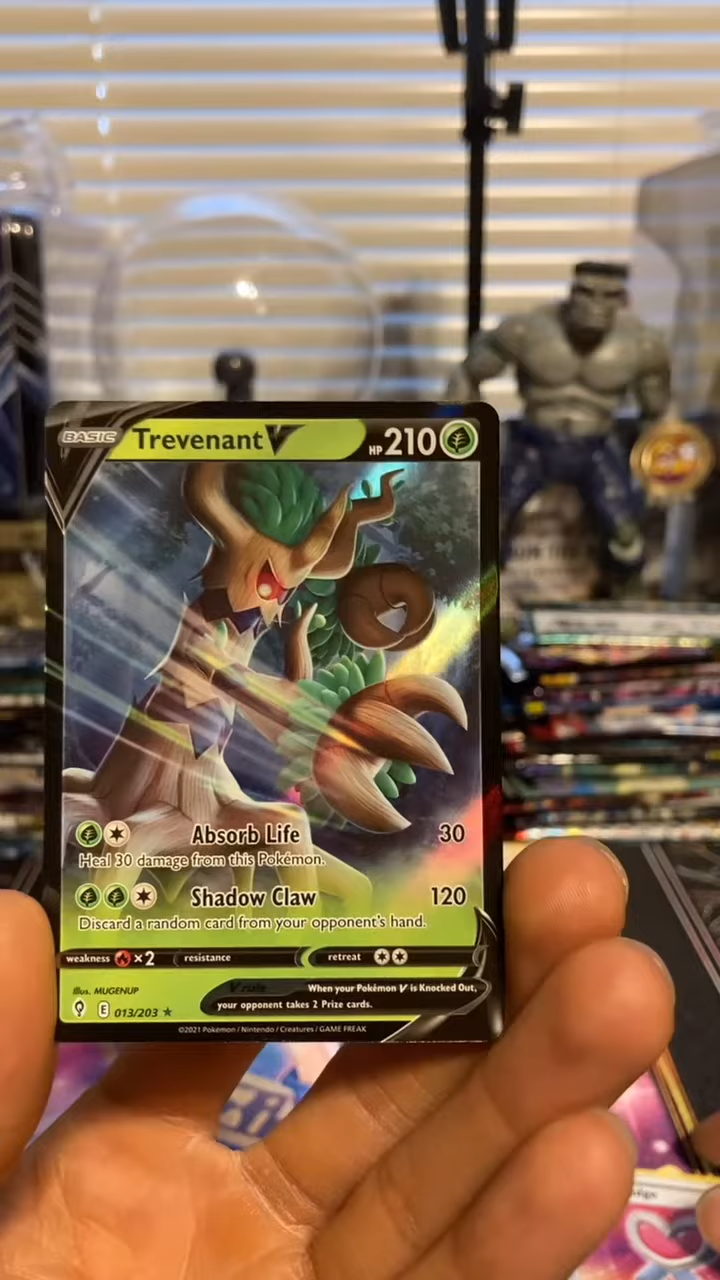 BASIC Trevenant V HP 210
Absorb Life 30
Heal 30 damage from this Pokémon.
Shadow Claw 120
Discard a random card from your opponent's hand.
weakness ×2 resistance retreat
Illus. MUGENUP
V rule When your Pokémon V is Knocked Out,
your opponent takes 2 Prize cards.
E 013/203 ★
©2021 Pokémon / Nintendo / Creatures / GAME FREAK